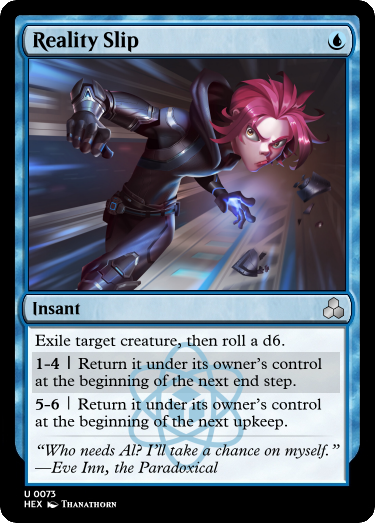 Reality Slip
Insant
Exile target creature, then roll a d6.
1-4 | Return it under its owner's control
at the beginning of the next end step.
5-6 | Return it under its owner's control
at the beginning of the next upkeep.
“Who needs Al? I'll take a chance on myself.”
—Eve Inn, the Paradoxical
U 0073
HEX Thanathorn